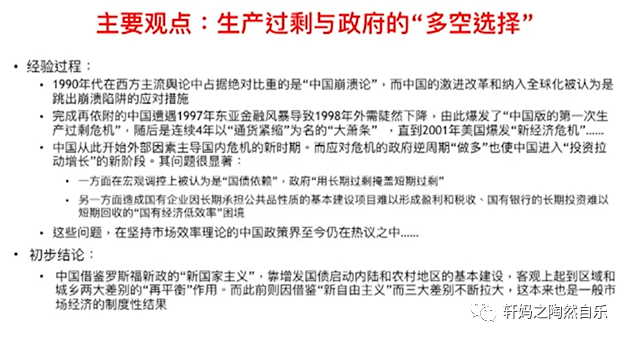 主要观点：生产过剩与政府的“多空选择”
• 经验过程：
• 1990年代在西方主流舆论中占据绝对比重的是“中国崩溃论”，而中国的激进改革和纳入全球化被认为是
跳出崩溃陷阱的应对措施
• 完成再依附的中国遭遇1997年东亚金融风暴导致1998年外需陡然下降，由此爆发了“中国版的第一次生
产过剩危机”，随后是连续4年以“通货紧缩”为名的“大萧条”，直到2001年美国爆发“新经济危机”……
• 中国从此开始外部因素主导国内危机的新时期。而应对危机的政府逆周期“做多”也使中国进入“投资拉
动增长”的新阶段。其问题很显著：
• 一方面在宏观调控上被认为是“国债依赖”，政府“用长期过剩掩盖短期过剩”
• 另一方面造成国有企业因长期承担公共品性质的基本建设项目难以形成盈利和税收、国有银行的长期投资难以
短期回收的“国有经济低效率”困境
• 这些问题，在坚持市场效率理论的中国政策界至今仍在热议之中……
• 初步结论：
• 中国借鉴罗斯福新政的“新国家主义”，靠增发国债启动内陆和农村地区的基本建设，客观上起到区域和
城乡两大差别的“再平衡”作用。而此前则因借鉴“新自由主义”而三大差别不断拉大，这本来也是一般市
场经济的制度性结果
轩妈之陶然自乐